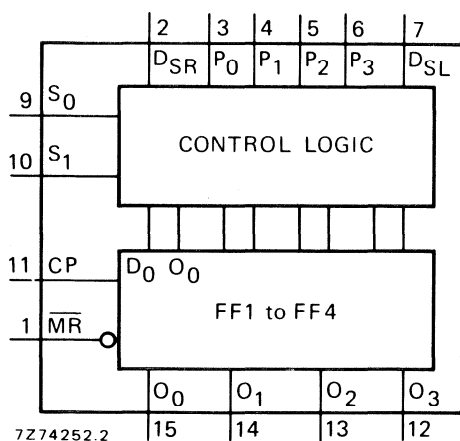 2 3 4 5 6 7
DSR P0 P1 P2 P3 DSL
9 S0
CONTROL LOGIC
10 S1
11 CP D0 O0
FF1 to FF4
1 M̅R̅
O0 O1 O2 O3
7Z74252.2 15 14 13 12